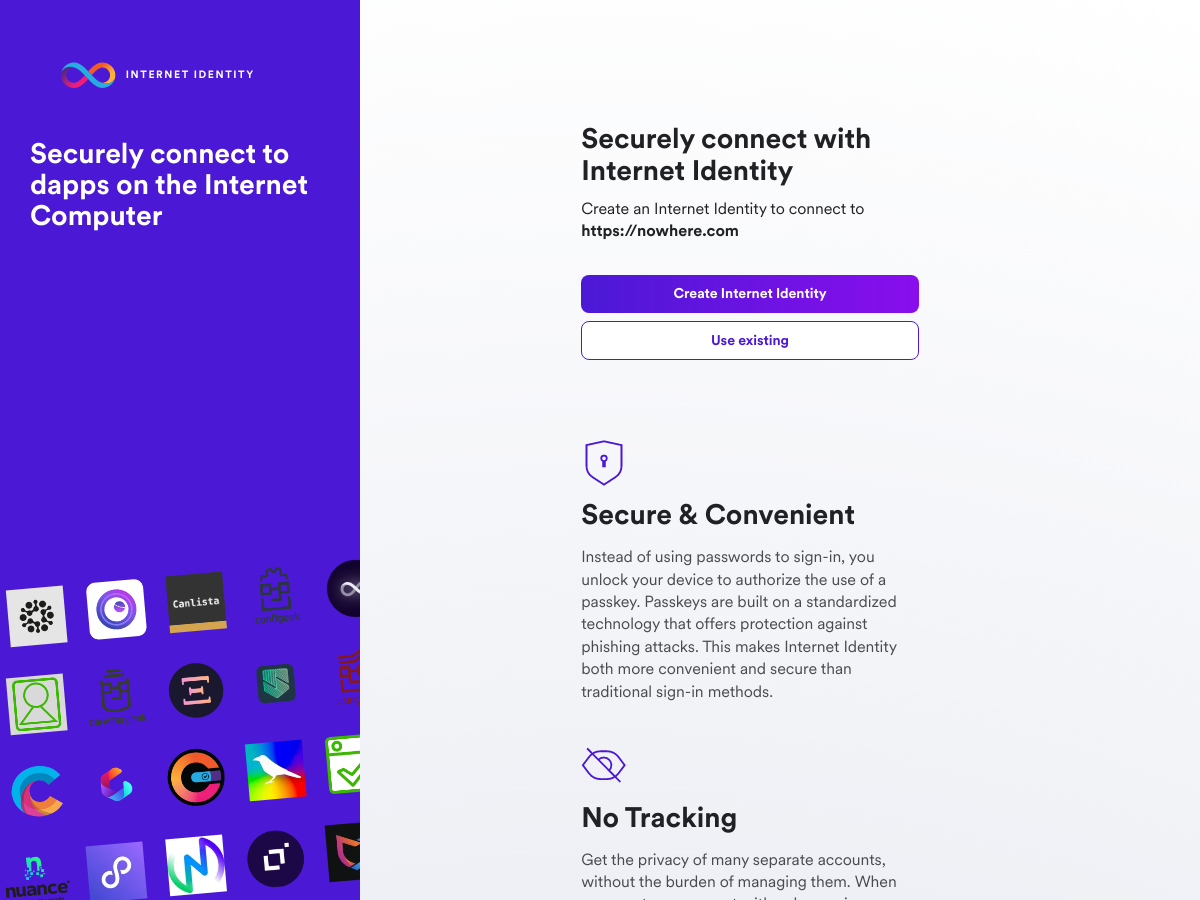 INTERNET IDENTITY
Securely connect to
dapps on the Internet
Computer
Canlista
nuance
Securely connect with
Internet Identity
Create an Internet Identity to connect to
https://nowhere.com
Create Internet Identity
Use existing
Secure & Convenient
Instead of using passwords to sign-in, you
unlock your device to authorize the use of a
passkey. Passkeys are built on a standardized
technology that offers protection against
phishing attacks. This makes Internet Identity
both more convenient and secure than
traditional sign-in methods.
No Tracking
Get the privacy of many separate accounts,
without the burden of managing them. When